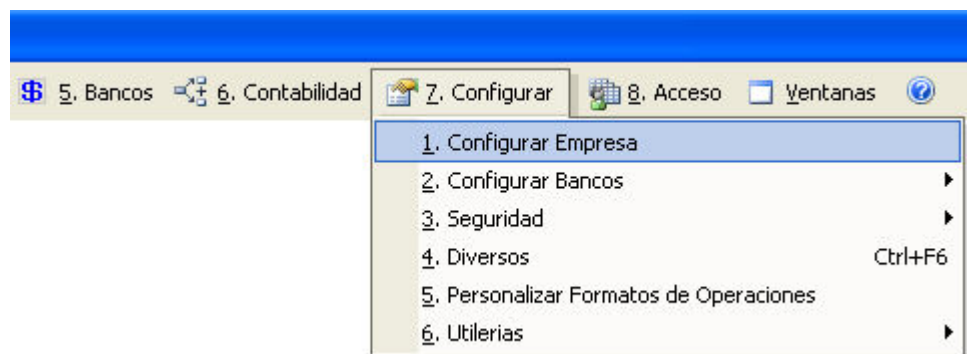 5. Bancos 6. Contabilidad 7. Configurar 8. Acceso Ventanas
1. Configurar Empresa
2. Configurar Bancos
3. Seguridad
4. Diversos Ctrl+F6
5. Personalizar Formatos de Operaciones
6. Utilerias